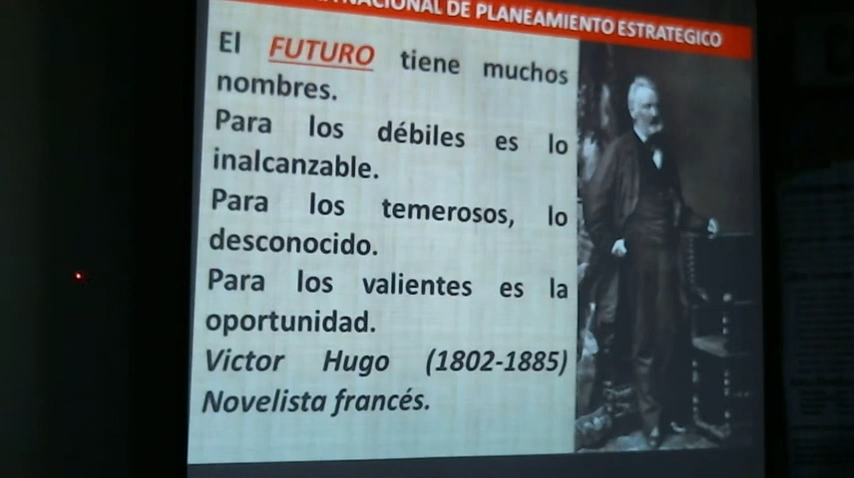 NACIONAL DE PLANEAMIENTO ESTRATEGICO
El FUTURO tiene muchos
nombres.
Para los débiles es lo
inalcanzable.
Para los temerosos, lo
desconocido.
Para los valientes es la
oportunidad.
Victor Hugo (1802-1885)
Novelista francés.